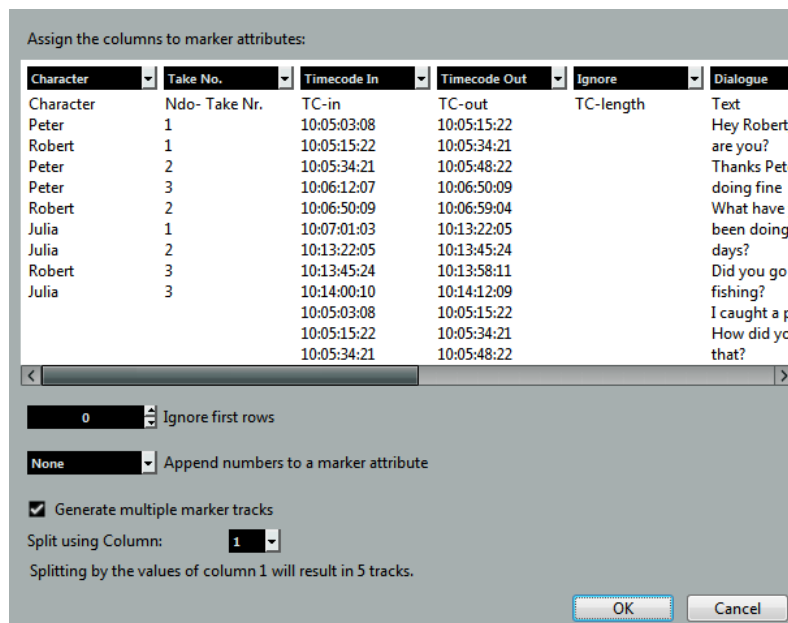 Assign the columns to marker attributes:
Character Take No. Timecode In Timecode Out Ignore Dialogue
Character Ndo- Take Nr. TC-in TC-out TC-length Text
Peter 1 10:05:03:08 10:05:15:22 Hey Robert
Robert 1 10:05:15:22 10:05:34:21 are you?
Peter 2 10:05:34:21 10:05:48:22 Thanks Pet
Peter 3 10:06:12:07 10:06:50:09 doing fine
Robert 2 10:06:50:09 10:06:59:04 What have
Julia 1 10:07:01:03 10:13:22:05 been doing
Julia 2 10:13:22:05 10:13:45:24 days?
Robert 3 10:13:45:24 10:13:58:11 Did you go
Julia 3 10:14:00:10 10:14:12:09 fishing?
10:05:03:08 10:05:15:22 I caught a p
10:05:15:22 10:05:34:21 How did yo
10:05:34:21 10:05:48:22 that?
0 Ignore first rows
None Append numbers to a marker attribute
Generate multiple marker tracks
Split using Column: 1
Splitting by the values of column 1 will result in 5 tracks.
OK Cancel